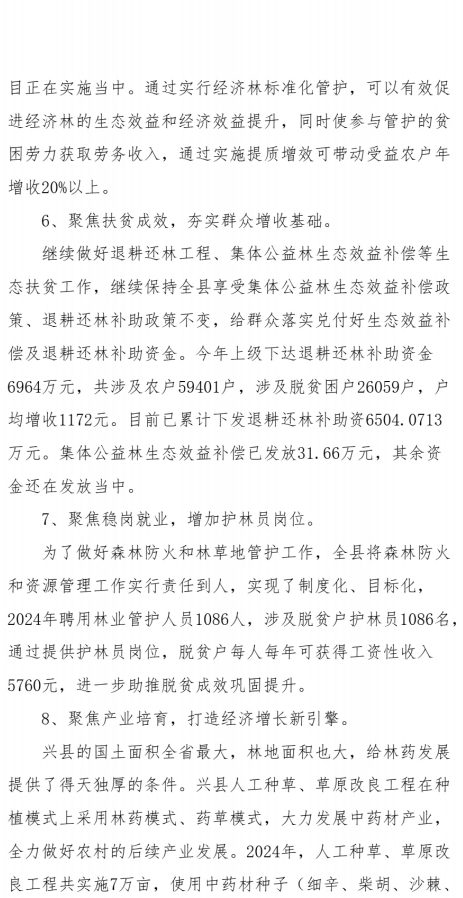 目正在实施当中。通过实行经济林标准化管护，可以有效促
进经济林的生态效益和经济效益提升，同时使参与管护的贫
困劳力获取劳务收入，通过实施提质增效可带动受益农户年
增收20%以上。
6、聚焦扶贫成效，夯实群众增收基础。
继续做好退耕还林工程、集体公益林生态效益补偿等生
态扶贫工作，继续保持全县享受集体公益林生态效益补偿政
策、退耕还林补助政策不变，给群众落实兑付好生态效益补
偿及退耕还林补助资金。今年上级下达退耕还林补助资金
6964万元，共涉及农户59401户，涉及脱贫困户26059户，户
均增收1172元。目前已累计下发退耕还林补助资6504.0713
万元。集体公益林生态效益补偿已发放31.66万元，其余资
金还在发放当中。
7、聚焦稳岗就业，增加护林员岗位。
为了做好森林防火和林草地管护工作，全县将森林防火
和资源管理工作实行责任到人，实现了制度化、目标化，
2024年聘用林业管护人员1086人，涉及脱贫户护林员1086名，
通过提供护林员岗位，脱贫户每人每年可获得工资性收入
5760元，进一步助推脱贫成效巩固提升。
8、聚焦产业培育，打造经济增长新引擎。
兴县的国土面积全省最大，林地面积也大，给林药发展
提供了得天独厚的条件。兴县人工种草、草原改良工程在种
植模式上采用林药模式、药草模式，大力发展中药材产业，
全力做好农村的后续产业发展。2024年，人工种草、草原改
良工程共实施7万亩，使用中药材种子（细辛、柴胡、沙棘、